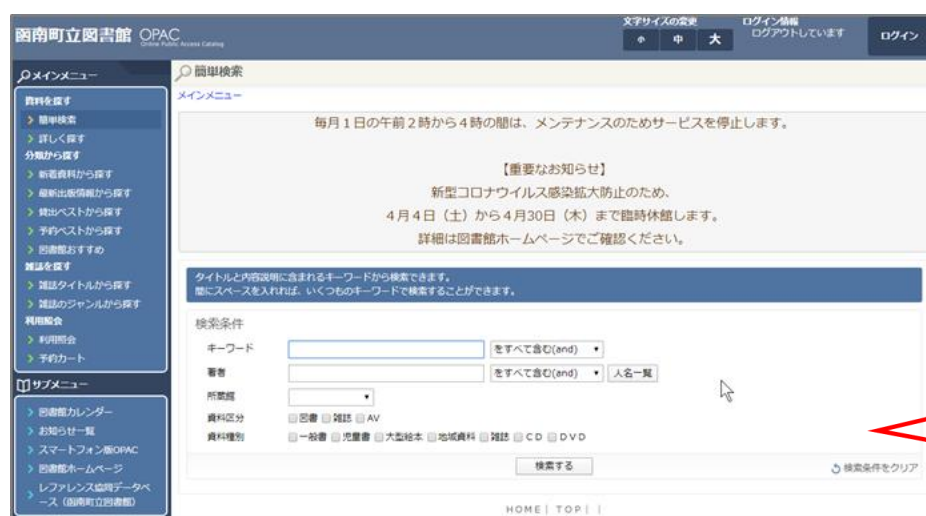 函南町立図書館 OPAC
Online Public Access Catalog
文字サイズの変更
小 中 大
ログイン情報
ログアウトしています
ログイン
メインメニュー
資料を探す
簡単検索
詳しく探す
分類から探す
新着資料から探す
最新出版情報から探す
貸出ベストから探す
予約ベストから探す
図書館おすすめ
雑誌を探す
雑誌タイトルから探す
雑誌のジャンルから探す
利用照会
利用照会
予約カート
サブメニュー
図書館カレンダー
お知らせ一覧
スマートフォン版OPAC
図書館ホームページ
レファレンス協同データベ
ース（函南町立図書館）
簡単検索
メインメニュー
毎月1日の午前2時から4時の間は、メンテナンスのためサービスを停止します。
【重要なお知らせ】
新型コロナウイルス感染拡大防止のため、
4月4日（土）から4月30日（木）まで臨時休館します。
詳細は図書館ホームページでご確認ください。
タイトルと内容説明に含まれるキーワードから検索できます。
間にスペースを入れれば、いくつものキーワードで検索することができます。
検索条件
キーワード をすべて含む(and)
著者 をすべて含む(and) 人名一覧
所蔵館
資料区分 図書 雑誌 AV
資料種別 一般書 児童書 大型絵本 地域資料 雑誌 CD DVD
検索する
検索条件をクリア
HOME| TOP| |